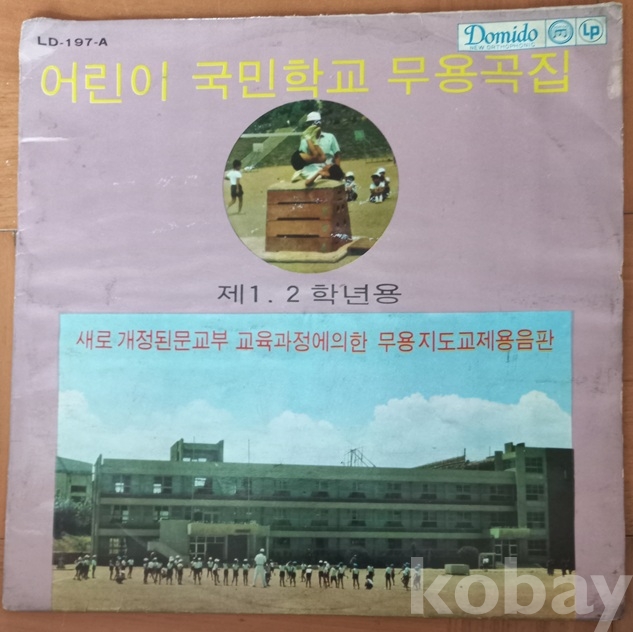 LD-197-A
Domido
NEW ORTHOPHONIC
LP
어린이 국민학교 무용곡집
제1. 2 학년용
새로 개정된문교부 교육과정에의한 무용지도교제용음판
kobay